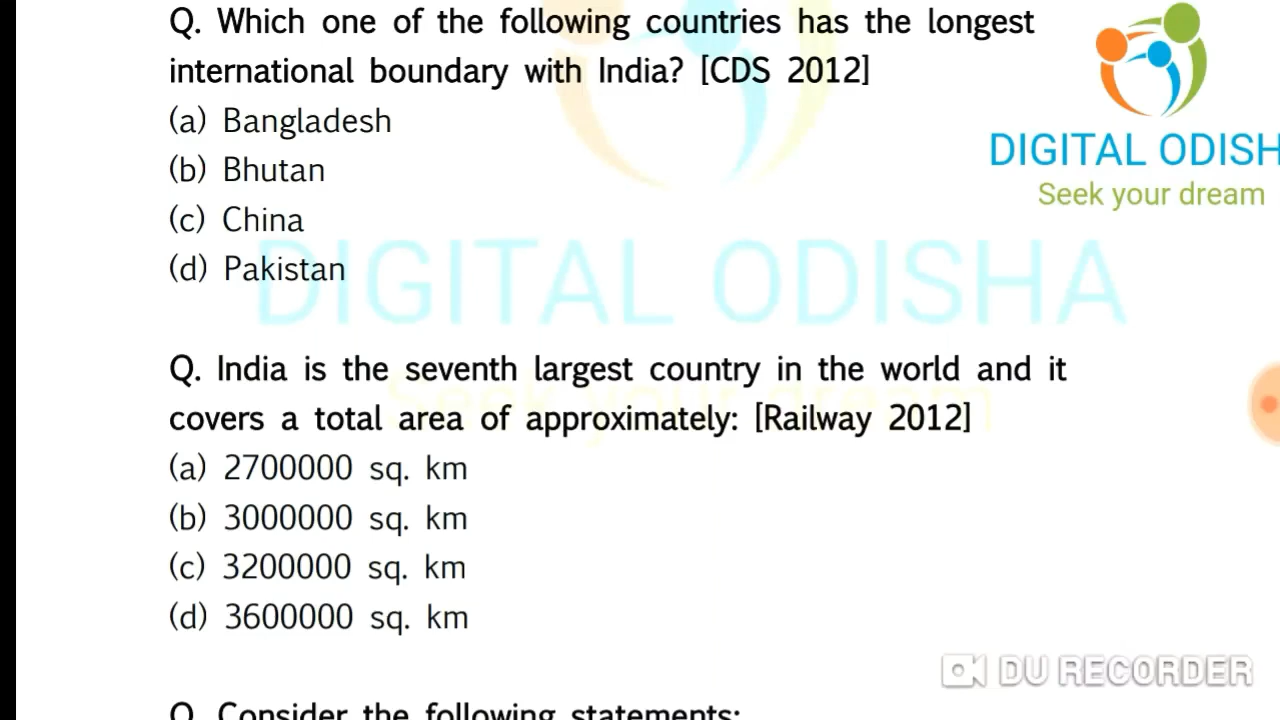 Q. Which one of the following countries has the longest
international boundary with India? [CDS 2012]
(a) Bangladesh
(b) Bhutan
(c) China
(d) Pakistan
DIGITAL ODISH
Seek your dream
DIGITAL ODISHA
Seek your dream
Q. India is the seventh largest country in the world and it
covers a total area of approximately: [Railway 2012]
(a) 2700000 sq. km
(b) 3000000 sq. km
(c) 3200000 sq. km
(d) 3600000 sq. km
DU RECORDER
Q. Consider the following statements: